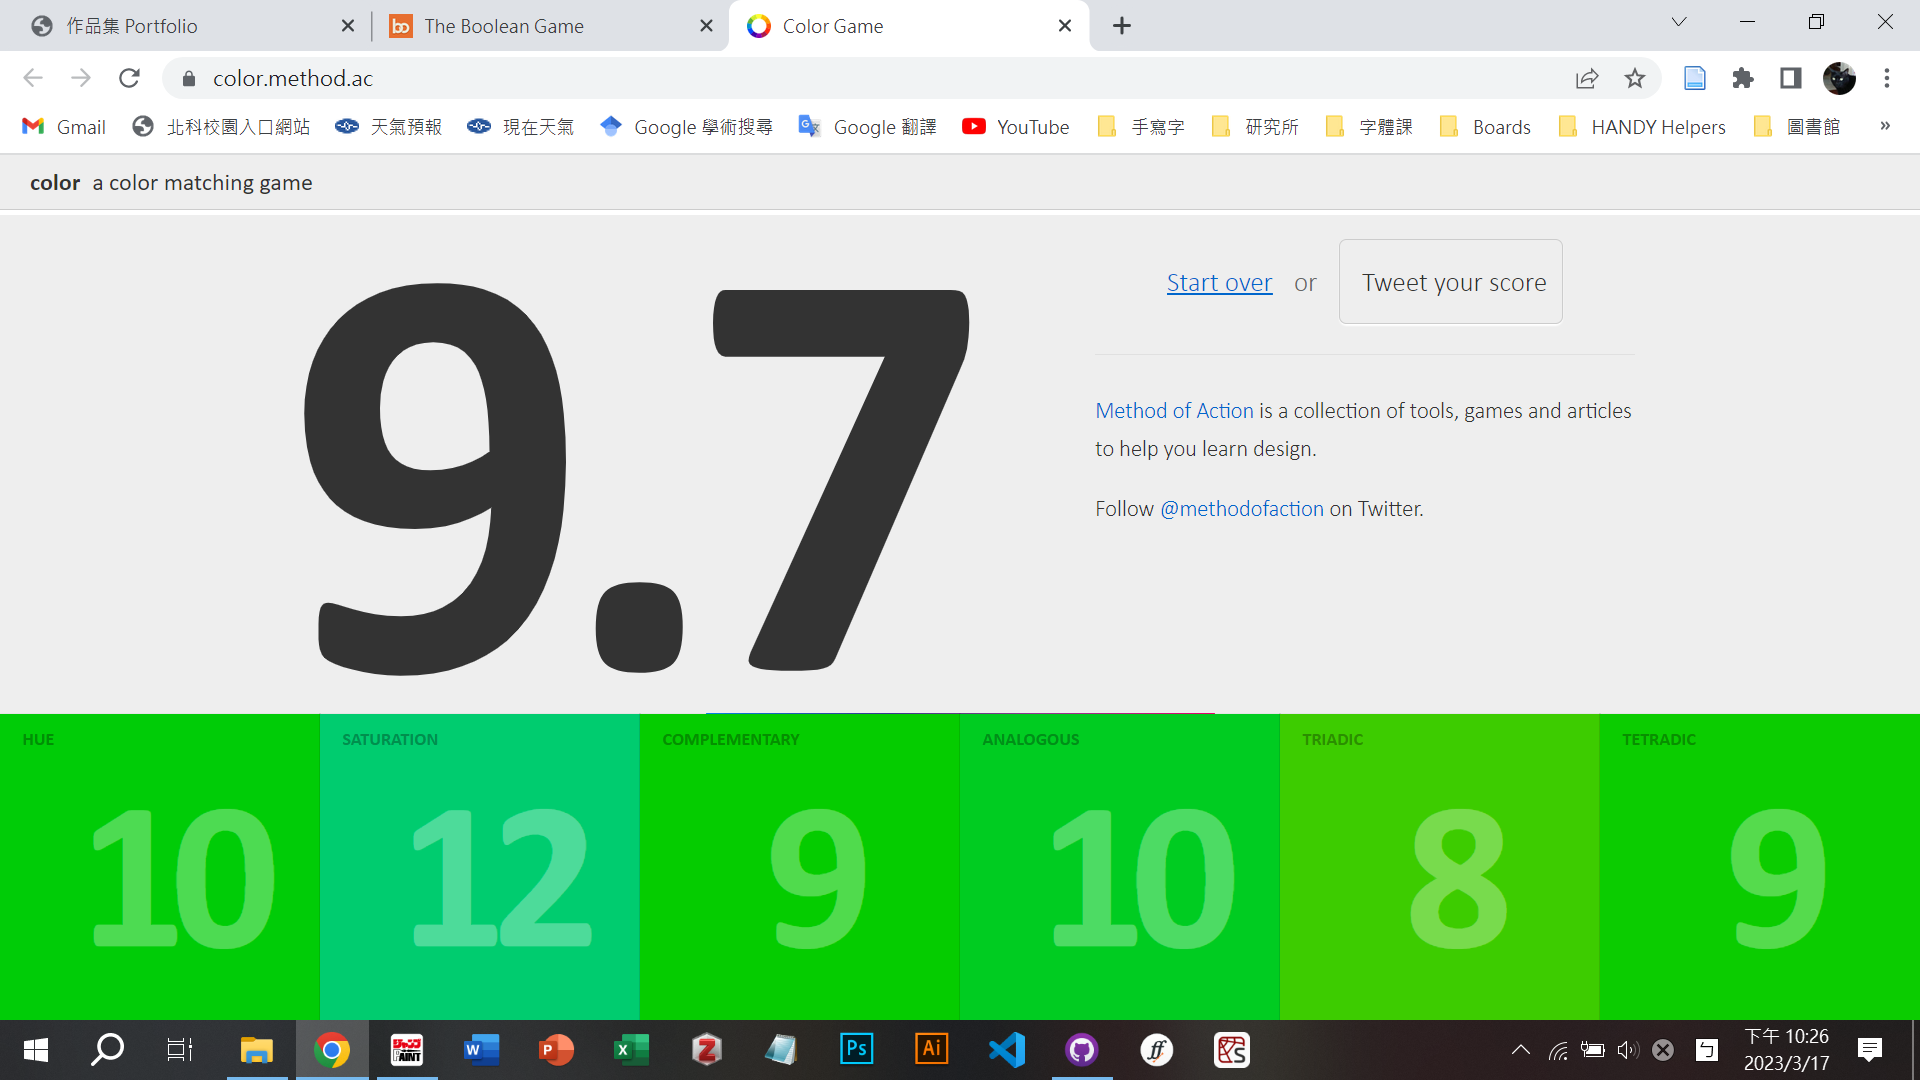 作品集 Portfolio
The Boolean Game
Color Game
color.method.ac
Gmail
北科校園入口網站
天氣預報
現在天氣
Google 學術搜尋
Google 翻譯
YouTube
手寫字
研究所
字體課
Boards
HANDY Helpers
圖書館
»
color a color matching game
9.7
Start over or Tweet your score
Method of Action is a collection of tools, games and articles
to help you learn design.
Follow @methodofaction on Twitter.
HUE
10
SATURATION
12
COMPLEMENTARY
9
ANALOGOUS
10
TRIADIC
8
TETRADIC
9
下午 10:26
2023/3/17